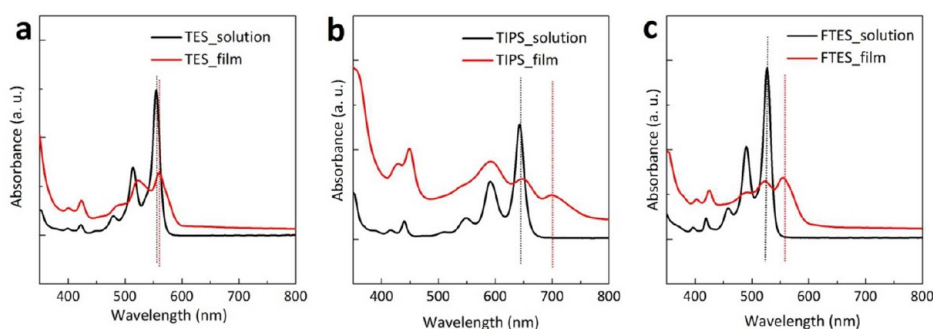 a
TES_solution
TES_film
Absorbance (a. u.)
400 500 600 700 800
Wavelength (nm)
b
TIPS_solution
TIPS_film
Absorbance (a. u.)
400 500 600 700 800
Wavelength (nm)
c
FTES_solution
FTES_film
Absorbance (a. u.)
400 500 600 700 800
Wavelength (nm)